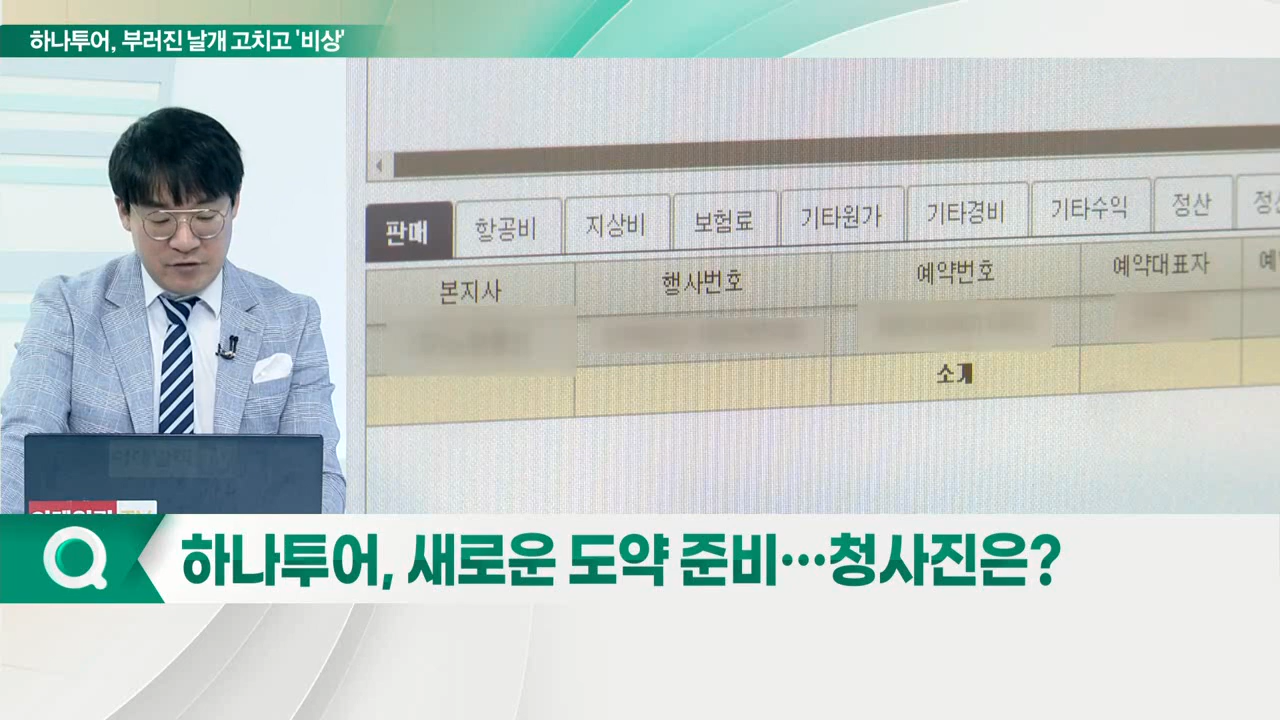 하나투어, 부러진 날개 고치고 '비상'
판매 항공비 지상비 보험료 기타원가 기타경비 기타수익 정산
본지사 행사번호 예약번호 예약대표자
소계
하나투어, 새로운 도약 준비…청사진은?